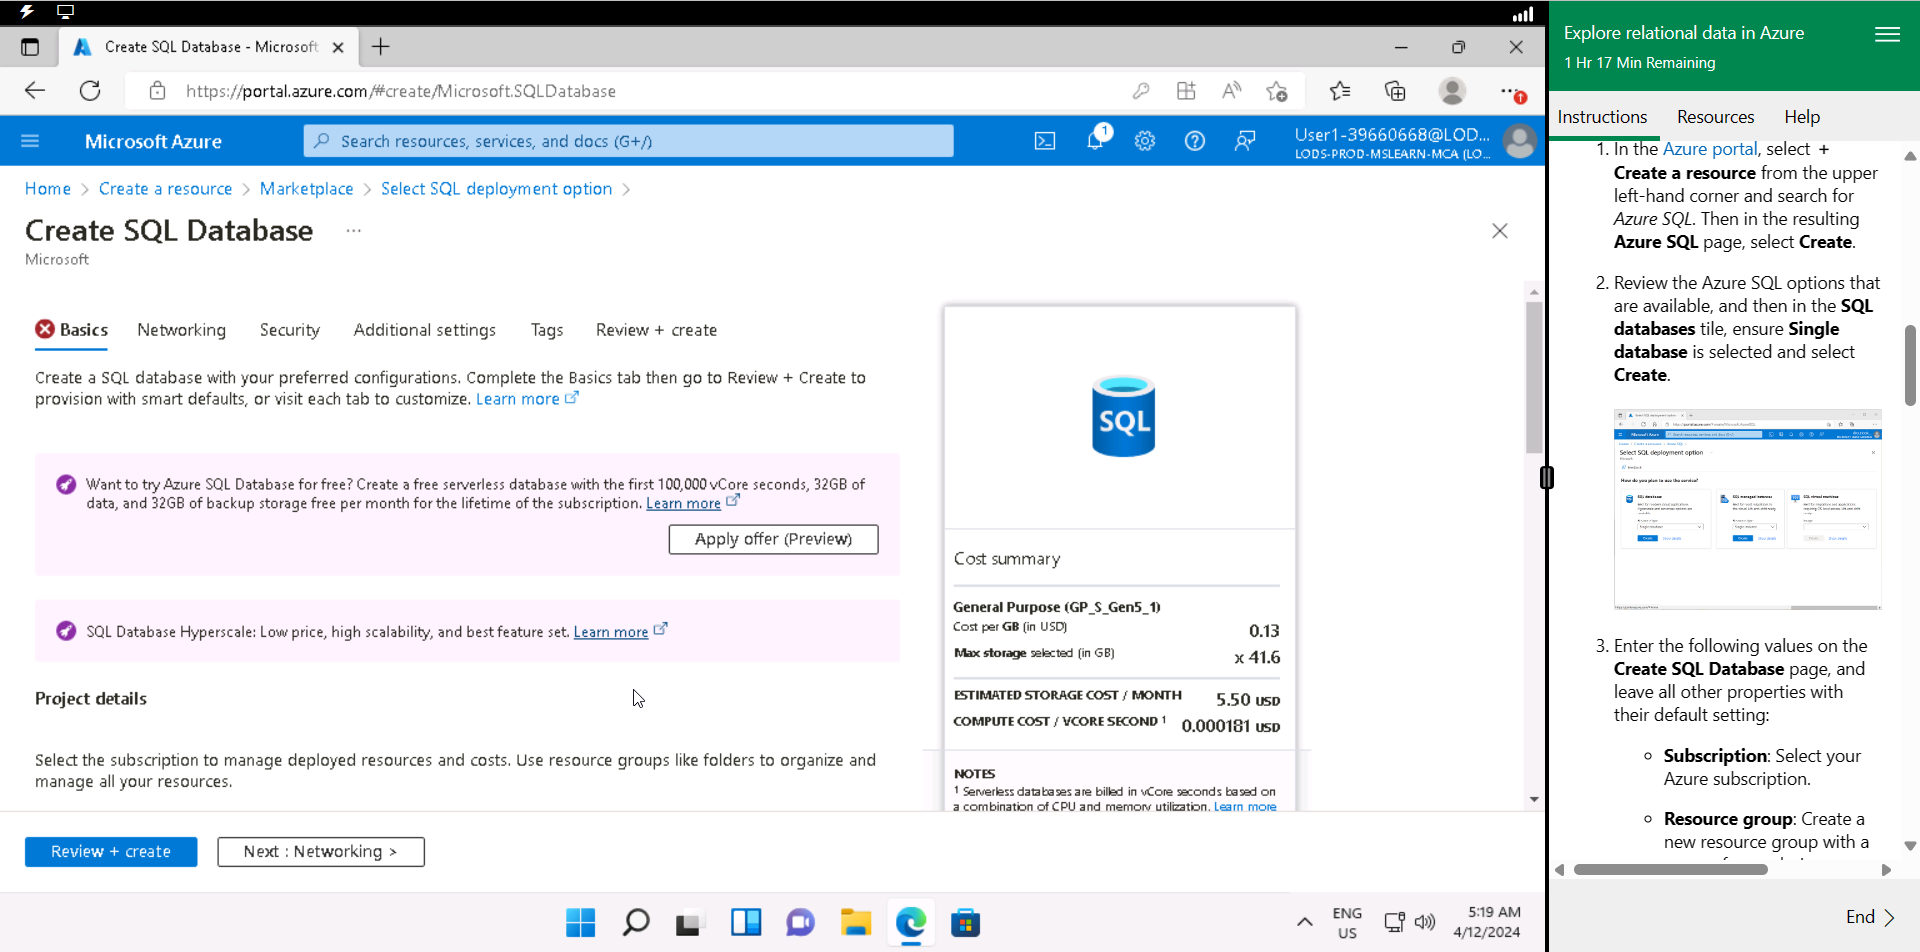 Create SQL Database - Microsoft
https://portal.azure.com/#create/Microsoft.SQLDatabase
Microsoft Azure
Search resources, services, and docs (G+/)
1
User1-39660668@LOD...
LODS-PROD-MSLEARN-MCA (LO...
Home > Create a resource > Marketplace > Select SQL deployment option >
Create SQL Database ...
Microsoft
Basics Networking Security Additional settings Tags Review + create
Create a SQL database with your preferred configurations. Complete the Basics tab then go to Review + Create to
provision with smart defaults, or visit each tab to customize. Learn more
Want to try Azure SQL Database for free? Create a free serverless database with the first 100,000 vCore seconds, 32GB of
data, and 32GB of backup storage free per month for the lifetime of the subscription. Learn more
Apply offer (Preview)
SQL Database Hyperscale: Low price, high scalability, and best feature set. Learn more
Project details
Select the subscription to manage deployed resources and costs. Use resource groups like folders to organize and
manage all your resources.
SQL
Cost summary
General Purpose (GP_S_Gen5_1)
Cost per GB (in USD) 0.13
Max storage selected (in GB) x 41.6
ESTIMATED STORAGE COST / MONTH 5.50 USD
COMPUTE COST / VCORE SECOND 1 0.000181 USD
NOTES
1 Serverless databases are billed in vCore seconds based on
a combination of CPU and memory utilization. Learn more
Review + create
Next : Networking >
ENG
US
5:19 AM
4/12/2024
Explore relational data in Azure
1 Hr 17 Min Remaining
Instructions Resources Help
1. In the Azure portal, select +
Create a resource from the upper
left-hand corner and search for
Azure SQL. Then in the resulting
Azure SQL page, select Create.
2. Review the Azure SQL options that
are available, and then in the SQL
databases tile, ensure Single
database is selected and select
Create.
Select SQL deployment option
How do you plan to use the service?
3. Enter the following values on the
Create SQL Database page, and
leave all other properties with
their default setting:
Subscription: Select your
Azure subscription.
Resource group: Create a
new resource group with a
End >